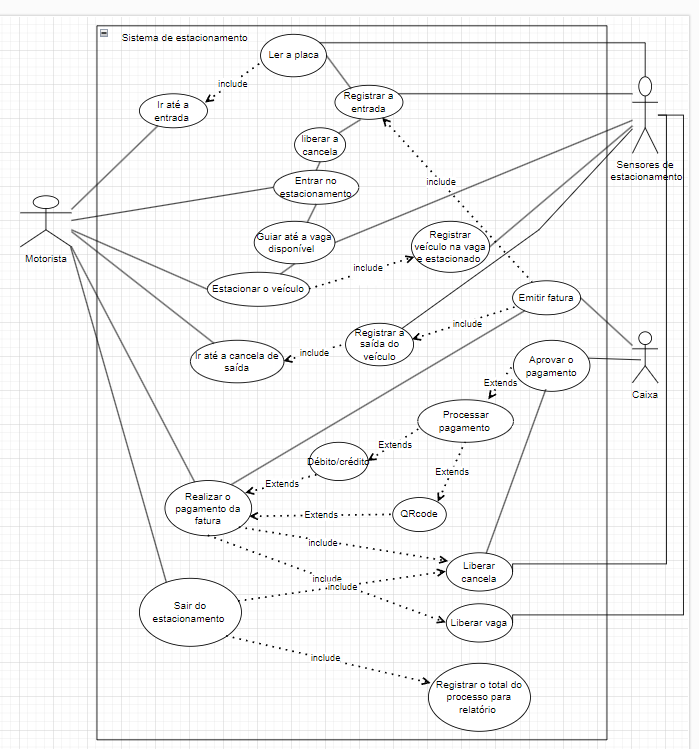 Sistema de estacionamento
Ler a placa
include
Ir até a
entrada
Registrar a
entrada
liberar a
cancela
Sensores de
estacionamento
include
Entrar no
estacionamento
Motorista
Guiar até a vaga
disponível
Registrar
veículo na vaga
e estacionado
include
Estacionar o veículo
Emitir fatura
include
Registrar a
saída do
veículo
include
Ir até a cancela de
saída
Aprovar o
pagamento
Caixa
Extends
Processar
pagamento
Extends
Débito/crédito
Extends
Extends
Realizar o
pagamento da
fatura
Extends
QRcode
include
Liberar
cancela
include
include
Sair do
estacionamento
Liberar vaga
include
Registrar o total do
processo para
relatório